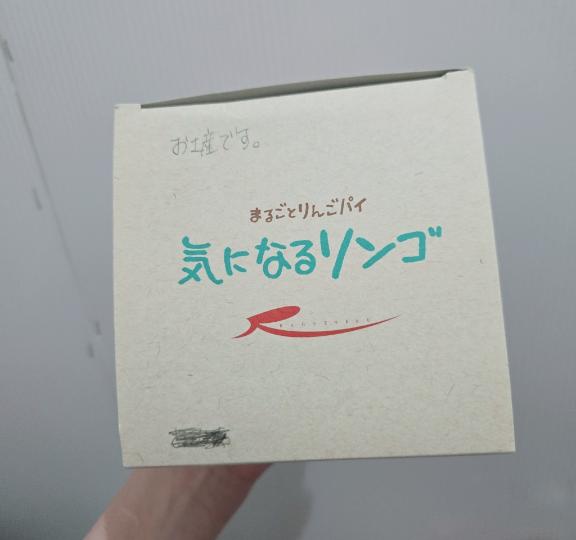 お土産です。
まるごとりんごパイ
気になるリンゴ